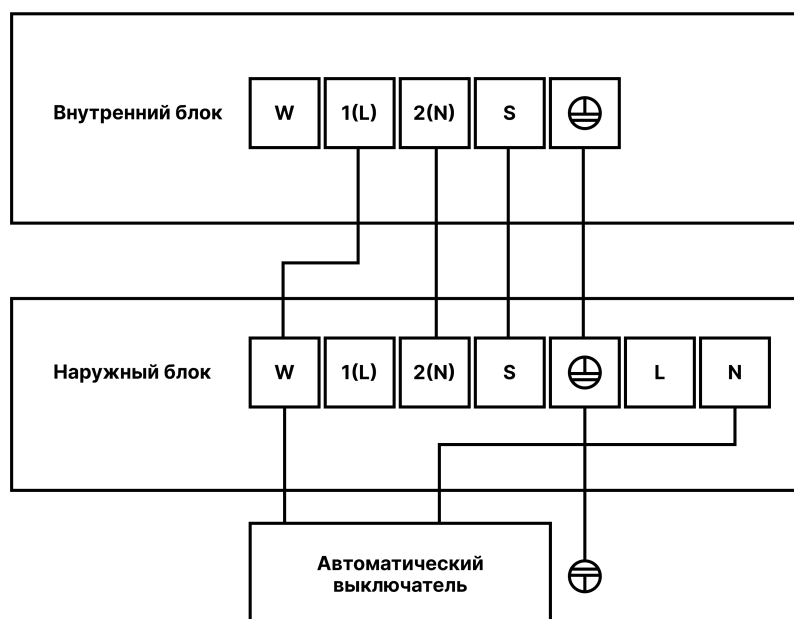 Внутренний блок W 1(L) 2(N) S
Наружный блок W 1(L) 2(N) S L N
Автоматический
выключатель